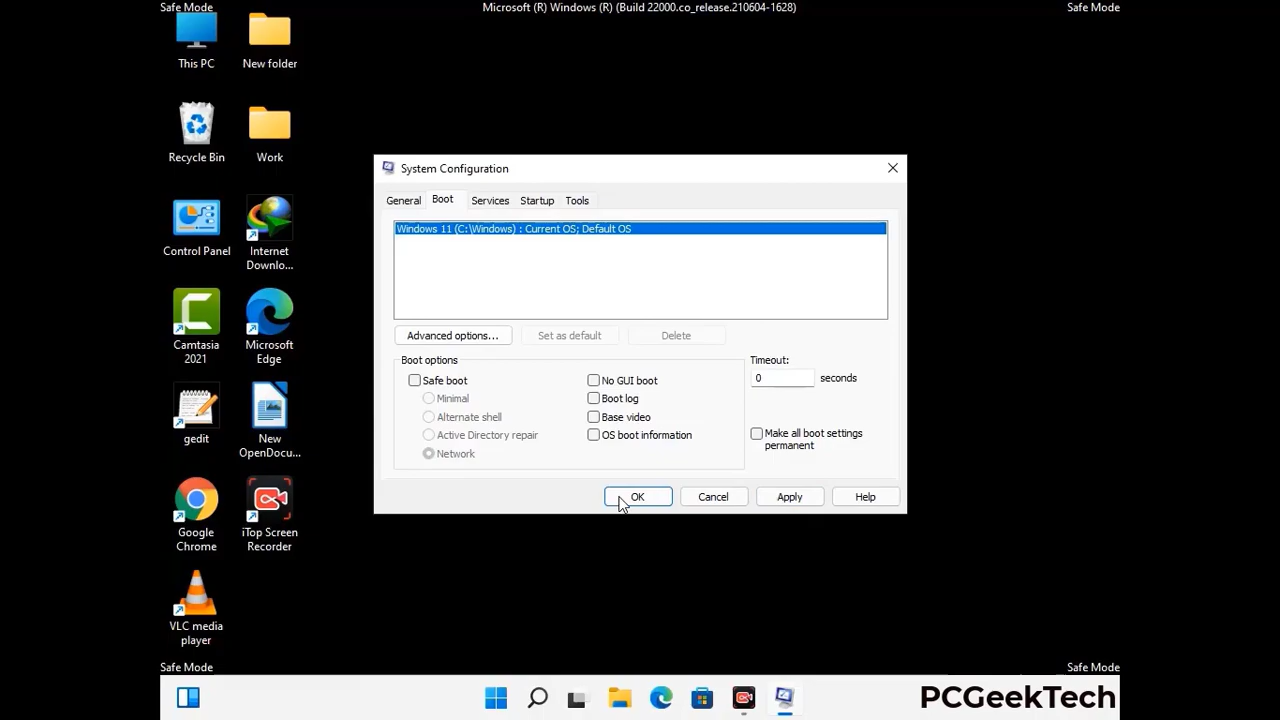 Safe Mode
Microsoft (R) Windows (R) (Build 22000.co_release.210604-1628)
Safe Mode
This PC
New folder
Recycle Bin
Work
Control Panel
Internet
Downlo...
Camtasia
2021
Microsoft
Edge
gedit
New
OpenDocu...
Google
Chrome
iTop Screen
Recorder
VLC media
player
System Configuration
General
Boot
Services
Startup
Tools
Windows 11 (C:\Windows) : Current OS; Default OS
Advanced options...
Set as default
Delete
Boot options
Safe boot
Minimal
Alternate shell
Active Directory repair
Network
No GUI boot
Boot log
Base video
OS boot information
Timeout:
0 seconds
Make all boot settings
permanent
OK
Cancel
Apply
Help
Safe Mode
Safe Mode
PCGeekTech